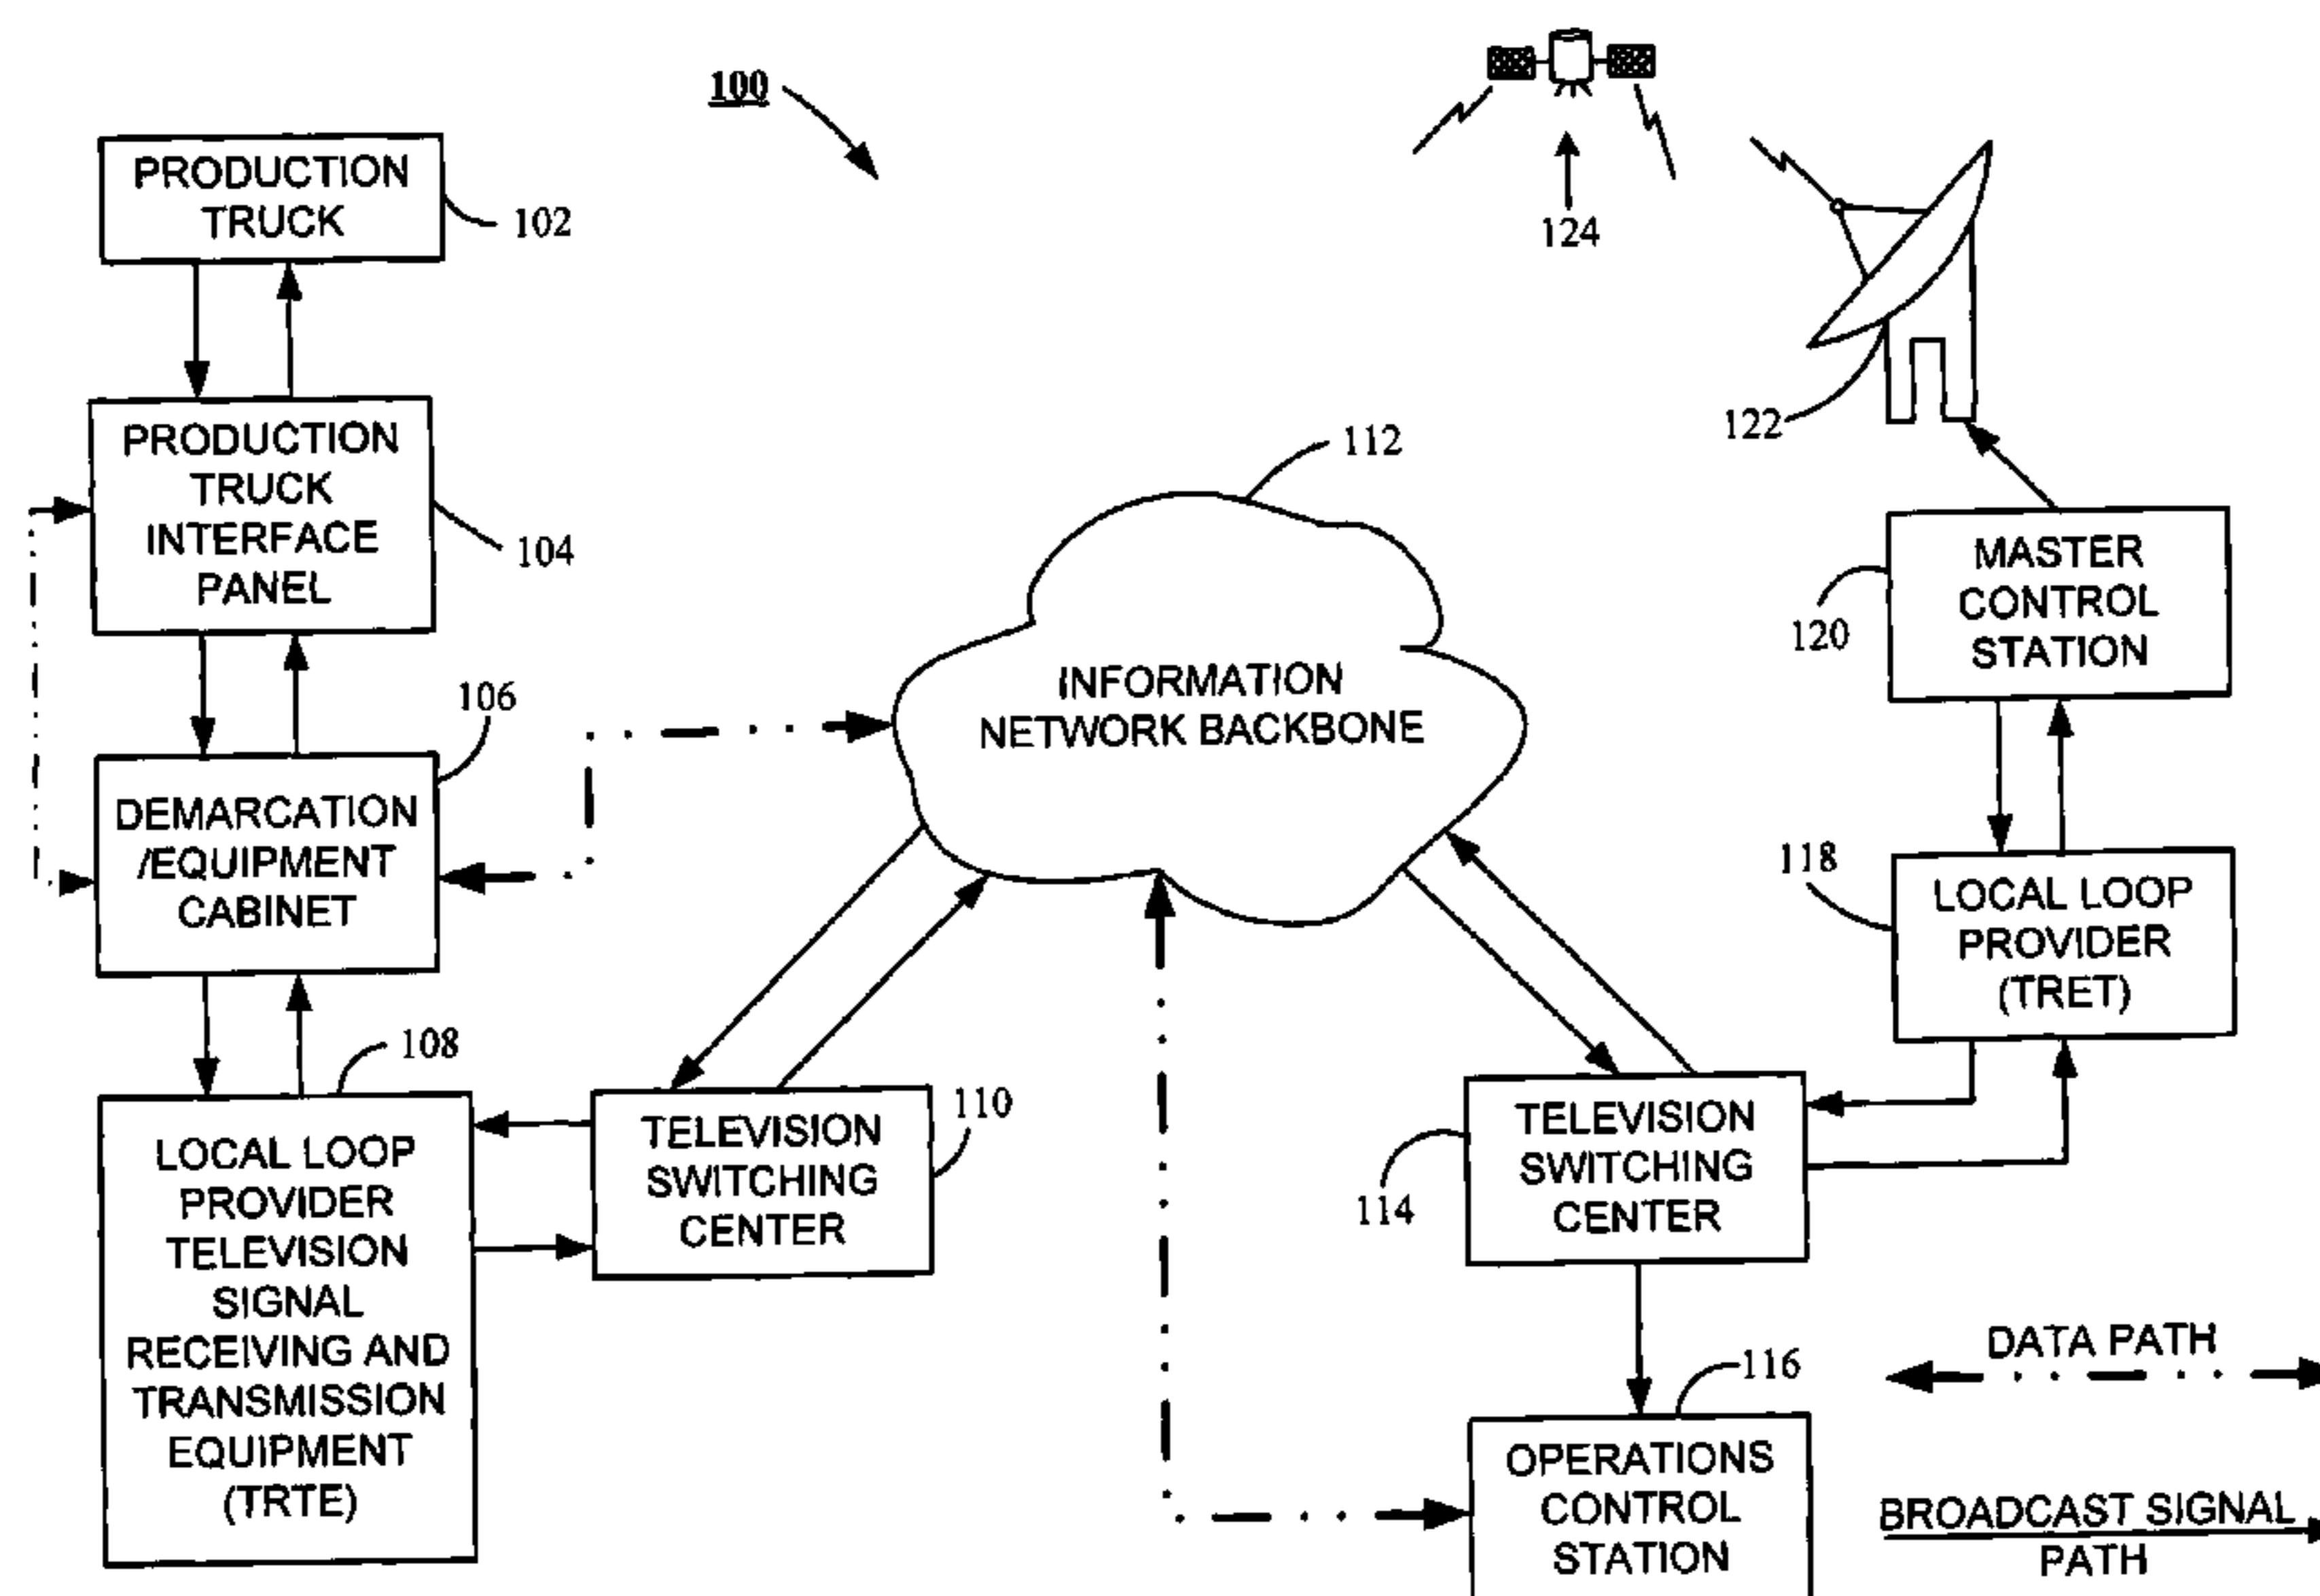 100
124
PRODUCTION
TRUCK
102
122
PRODUCTION
TRUCK
INTERFACE
PANEL
104
112
MASTER
CONTROL
STATION
120
INFORMATION
NETWORK BACKBONE
106
DEMARCATION
/EQUIPMENT
CABINET
118
LOCAL LOOP
PROVIDER
(TRET)
108
LOCAL LOOP
PROVIDER
TELEVISION
SIGNAL
RECEIVING AND
TRANSMISSION
EQUIPMENT
(TRTE)
110
TELEVISION
SWITCHING
CENTER
114
TELEVISION
SWITCHING
CENTER
116
OPERATIONS
CONTROL
STATION
DATA PATH
BROADCAST SIGNAL
PATH